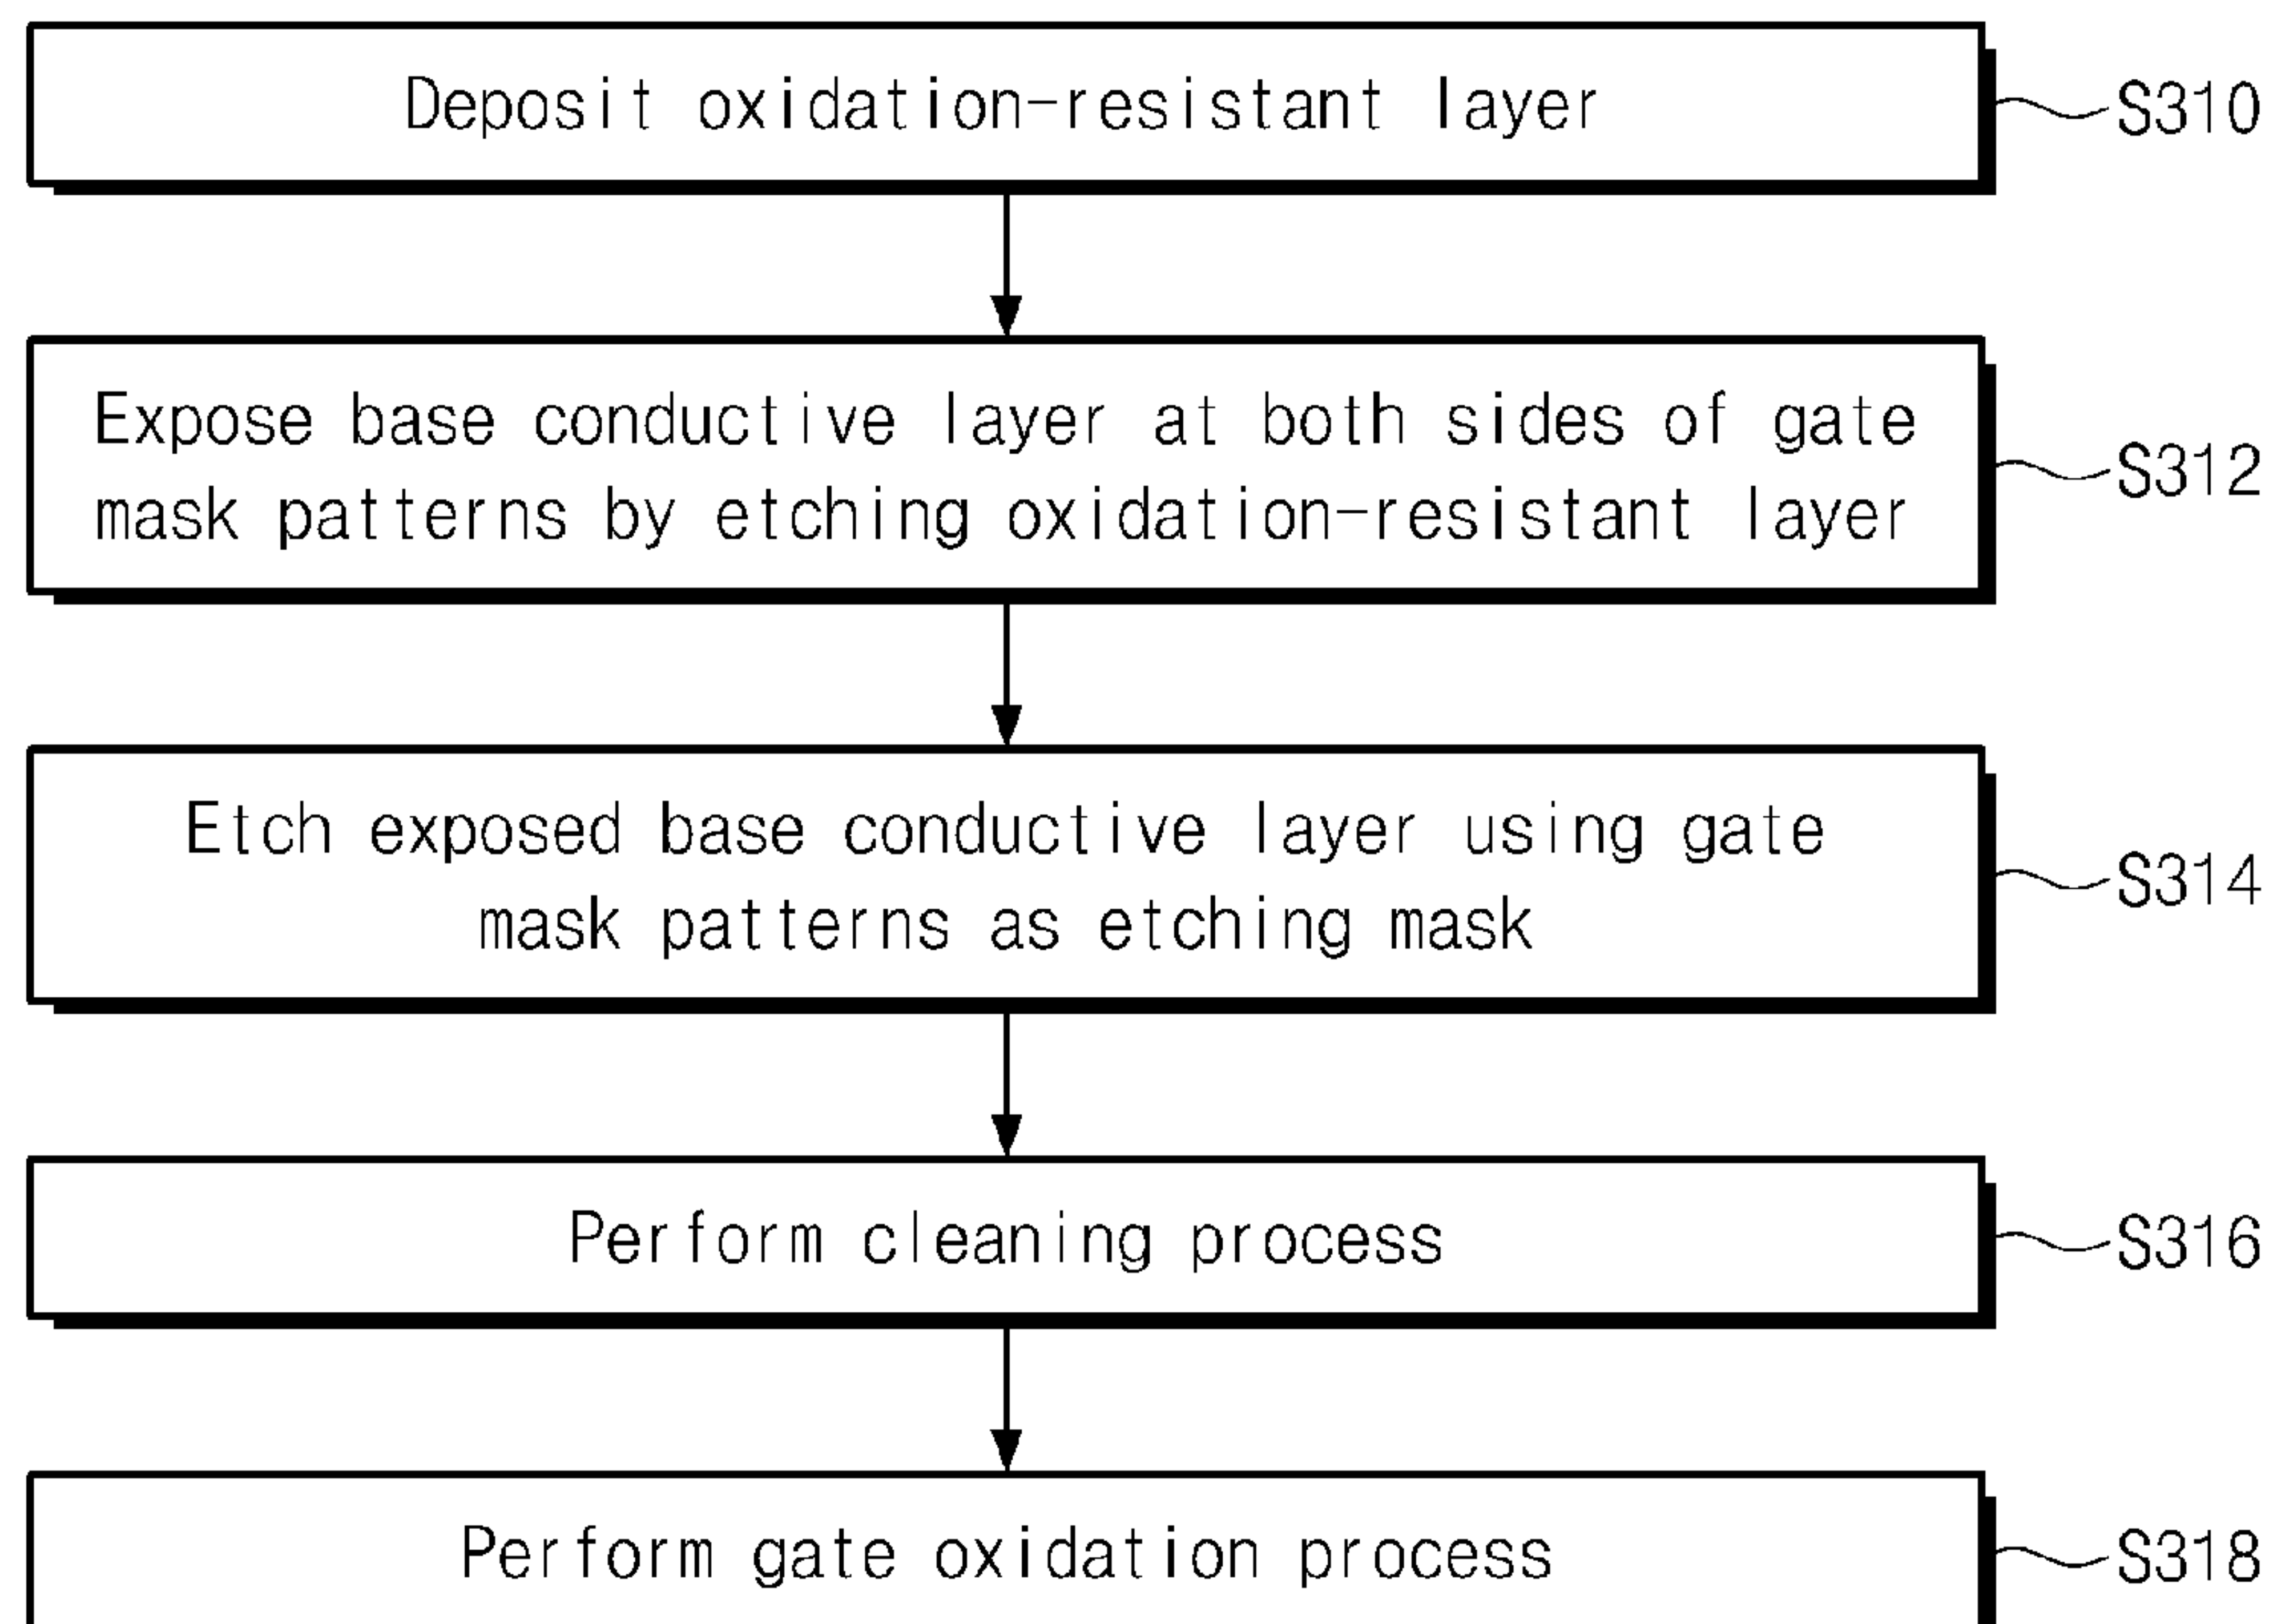 Deposit oxidation-resistant layer
S310
Expose base conductive layer at both sides of gate
mask patterns by etching oxidation-resistant layer
S312
Etch exposed base conductive layer using gate
mask patterns as etching mask
S314
Perform cleaning process
S316
Perform gate oxidation process
S318